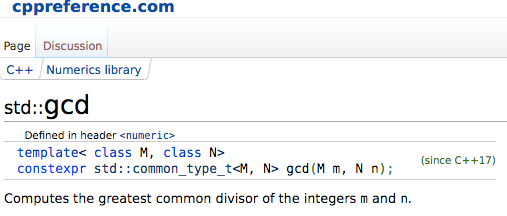 cppreference.com
Page Discussion
C++ Numerics library
std::gcd
Defined in header <numeric>
template< class M, class N>
constexpr std::common_type_t<M, N> gcd(M m, N n); (since C++17)
Computes the greatest common divisor of the integers m and n.